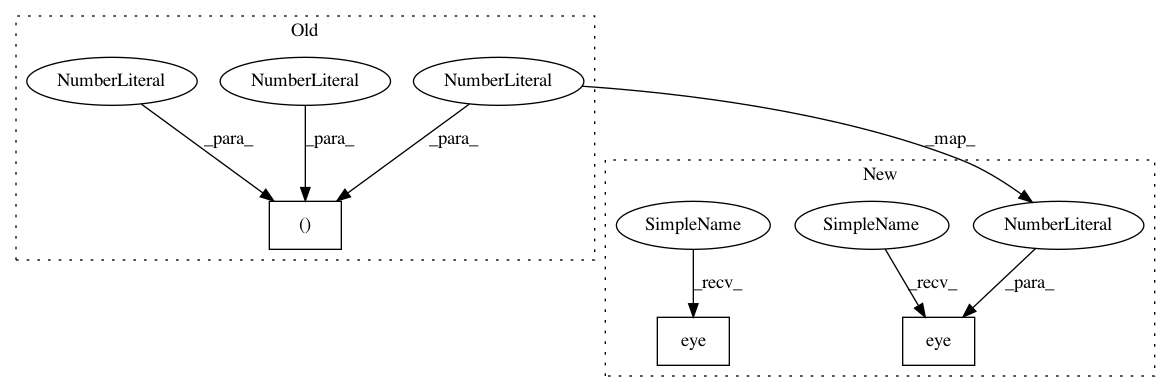 Old
NumberLiteral NumberLiteral NumberLiteral
_para_ _para_ _para_ _map_
New
() SimpleName SimpleName NumberLiteral
_recv_ _recv_ _para_
eye eye